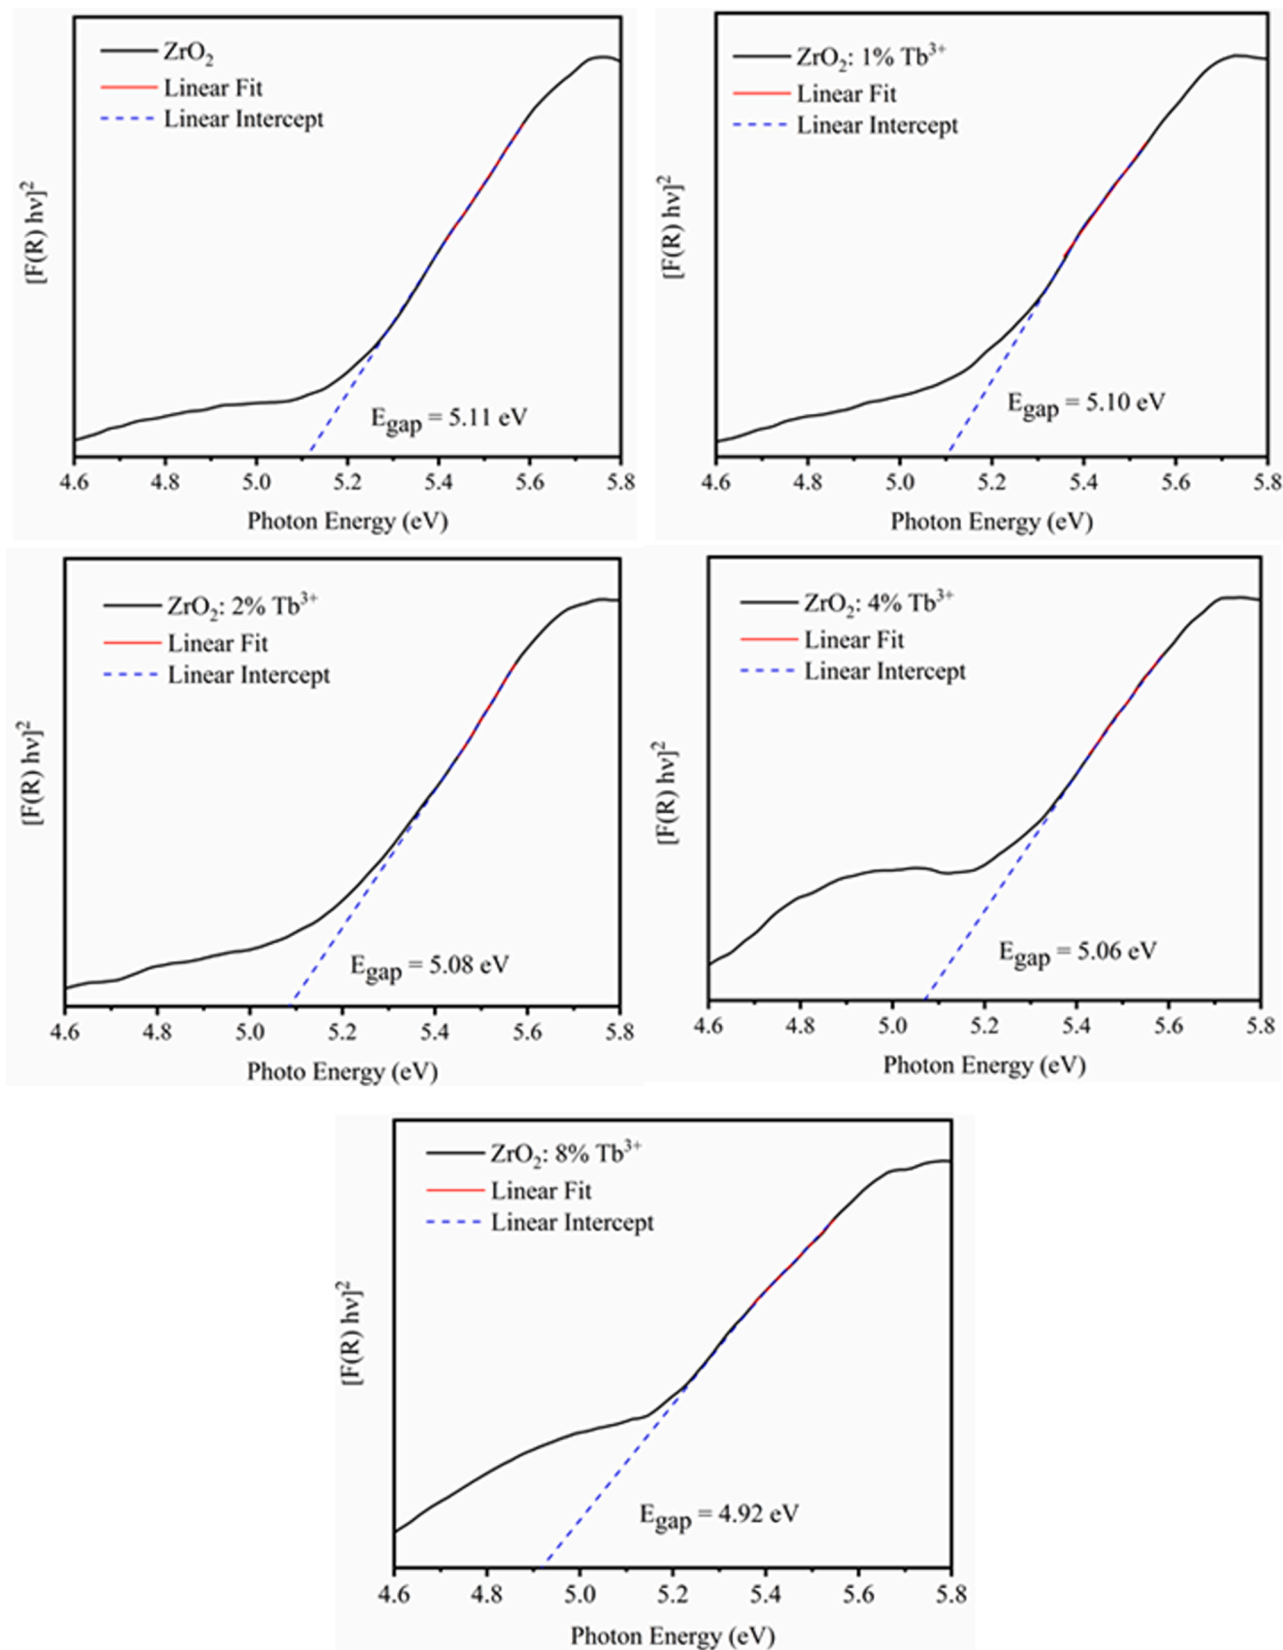 ZrO₂
Linear Fit
Linear Intercept
[F(R) hν]²
E_gap = 5.11 eV
4.6 4.8 5.0 5.2 5.4 5.6 5.8
Photon Energy (eV)
ZrO₂: 1% Tb³⁺
Linear Fit
Linear Intercept
[F(R) hν]²
E_gap = 5.10 eV
4.6 4.8 5.0 5.2 5.4 5.6 5.8
Photon Energy (eV)
ZrO₂: 2% Tb³⁺
Linear Fit
Linear Intercept
[F(R) hν]²
E_gap = 5.08 eV
4.6 4.8 5.0 5.2 5.4 5.6 5.8
Photo Energy (eV)
ZrO₂: 4% Tb³⁺
Linear Fit
Linear Intercept
[F(R) hν]²
E_gap = 5.06 eV
4.6 4.8 5.0 5.2 5.4 5.6 5.8
Photon Energy (eV)
ZrO₂: 8% Tb³⁺
Linear Fit
Linear Intercept
[F(R) hν]²
E_gap = 4.92 eV
4.6 4.8 5.0 5.2 5.4 5.6 5.8
Photon Energy (eV)